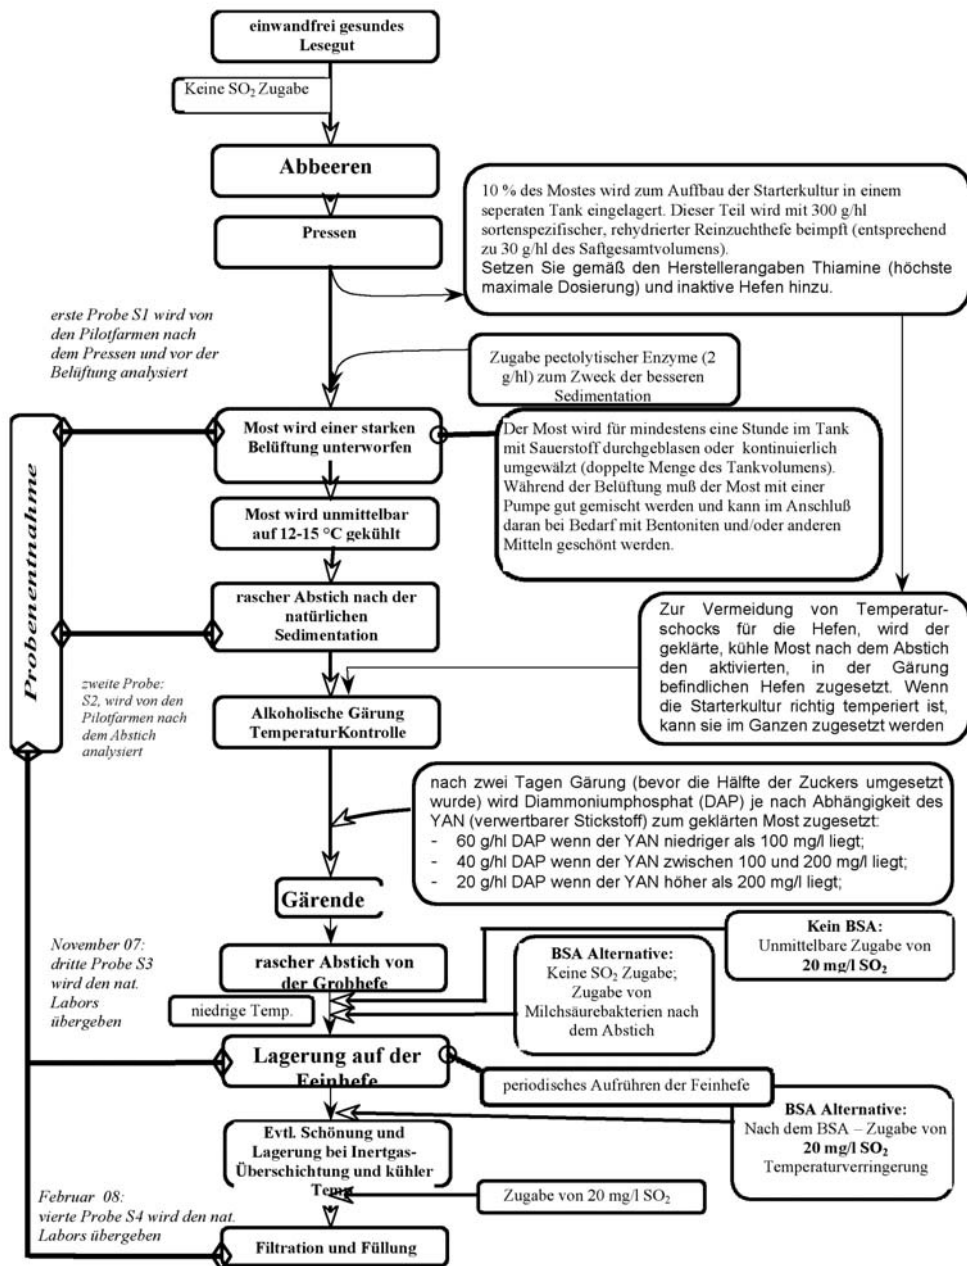 einwandfrei gesundes
Lesegut
Keine SO₂ Zugabe
Abbeeren
Pressen
10 % des Mostes wird zum Auffbau der Starterkultur in einem
seperaten Tank eingelagert. Dieser Teil wird mit 300 g/hl
sortenspezifischer, rehydrierter Reinzuchthefe beimpft (entsprechend
zu 30 g/hl des Saftgesamtvolumens).
Setzen Sie gemäß den Herstellerangaben Thiamine (höchste
maximale Dosierung) und inaktive Hefen hinzu.
erste Probe S1 wird von
den Pilotfarmen nach
dem Pressen und vor der
Belüftung analysiert
Zugabe pectolytischer Enzyme (2
g/hl) zum Zweck der besseren
Sedimentation
Most wird einer starken
Belüftung unterworfen
Der Most wird für mindestens eine Stunde im Tank
mit Sauerstoff durchgeblasen oder kontinuierlich
umgewälzt (doppelte Menge des Tankvolumens).
Während der Belüftung muß der Most mit einer
Pumpe gut gemischt werden und kann im Anschluß
daran bei Bedarf mit Bentoniten und/oder anderen
Mitteln geschönt werden.
Most wird unmittelbar
auf 12-15 °C gekühlt
Probenentnahme
rascher Abstich nach der
natürlichen
Sedimentation
Zur Vermeidung von Temperatur-
schocks für die Hefen, wird der
geklärte, kühle Most nach dem Abstich
den aktivierten, in der Gärung
befindlichen Hefen zugesetzt. Wenn
die Starterkultur richtig temperiert ist,
kann sie im Ganzen zugesetzt werden
zweite Probe:
S2, wird von den
Pilotfarmen nach
dem Abstich
analysiert
Alkoholische Gärung
TemperaturKontrolle
nach zwei Tagen Gärung (bevor die Hälfte der Zuckers umgesetzt
wurde) wird Diammoniumphosphat (DAP) je nach Abhängigkeit des
YAN (verwertbarer Stickstoff) zum geklärten Most zugesetzt:
- 60 g/hl DAP wenn der YAN niedriger als 100 mg/l liegt;
- 40 g/hl DAP wenn der YAN zwischen 100 und 200 mg/l liegt;
- 20 g/hl DAP wenn der YAN höher als 200 mg/l liegt;
Gärende
Kein BSA:
Unmittelbare Zugabe von
20 mg/l SO₂
November 07:
dritte Probe S3
wird den nat.
Labors
übergeben
rascher Abstich von
der Grobhefe
BSA Alternative:
Keine SO₂ Zugabe;
Zugabe von
Milchsäurebakterien nach
dem Abstich
niedrige Temp.
Lagerung auf der
Feinhefe
periodisches Aufrühren der Feinhefe
BSA Alternative:
Nach dem BSA – Zugabe von
20 mg/l SO₂
Temperaturverringerung
Evtl. Schönung und
Lagerung bei Inertgas-
Überschichtung und kühler
Temp.
Zugabe von 20 mg/l SO₂
Februar 08:
vierte Probe S4 wird den nat.
Labors übergeben
Filtration und Füllung